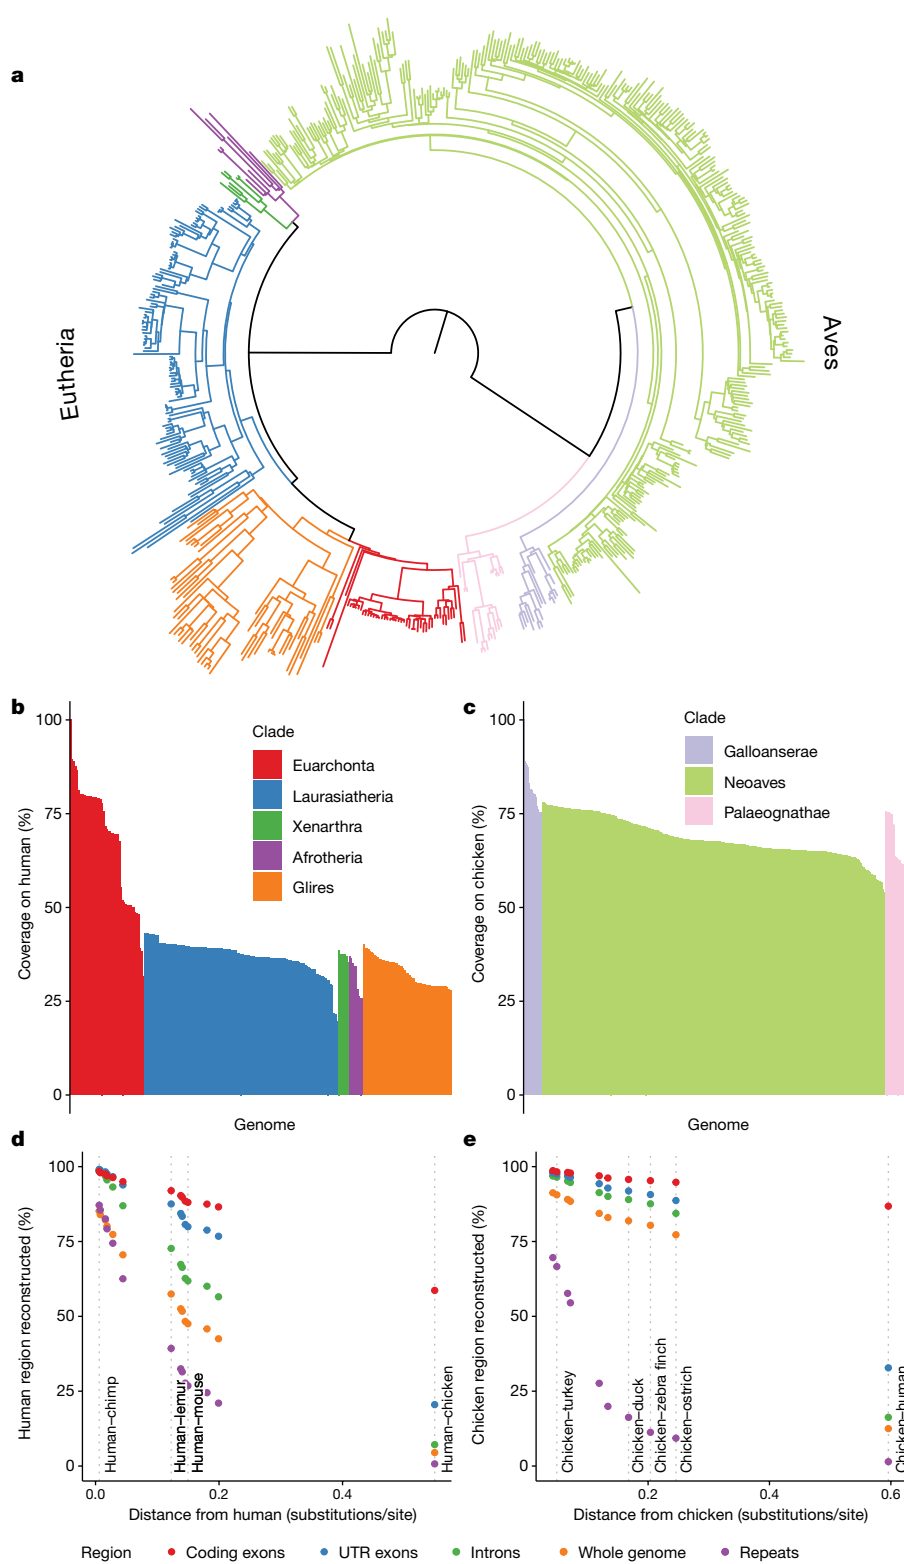 a
Eutheria
Aves
b
Coverage on human (%)
100
75
50
25
0
Clade
Euarchonta
Laurasiatheria
Xenarthra
Afrotheria
Glires
Genome
c
Coverage on chicken (%)
100
75
50
25
0
Clade
Galloanserae
Neoaves
Palaeognathae
Genome
d
Human region reconstructed (%)
100
75
50
25
0
Human–chimp
Human–lemur
Human–mouse
Human–chicken
0.0
0.2
0.4
Distance from human (substitutions/site)
e
Chicken region reconstructed (%)
100
75
50
25
0
Chicken–turkey
Chicken–duck
Chicken–zebra finch
Chicken–ostrich
Chicken–human
0.2
0.4
0.6
Distance from chicken (substitutions/site)
Region
Coding exons
UTR exons
Introns
Whole genome
Repeats